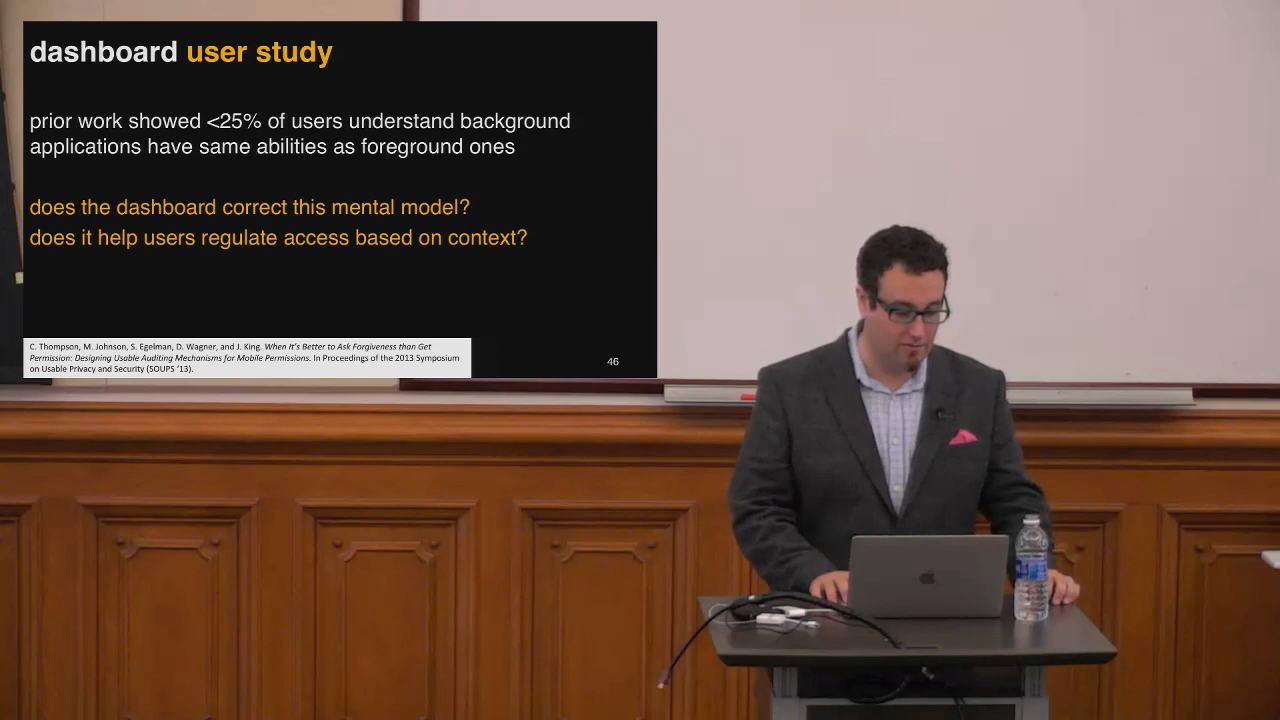 dashboard user study
prior work showed <25% of users understand background
applications have same abilities as foreground ones
does the dashboard correct this mental model?
does it help users regulate access based on context?
C. Thompson, M. Johnson, S. Egelman, D. Wagner, and J. King. When It's Better to Ask Forgiveness than Get
Permission: Designing Usable Auditing Mechanisms for Mobile Permissions. In Proceedings of the 2013 Symposium
on Usable Privacy and Security (SOUPS '13).
46